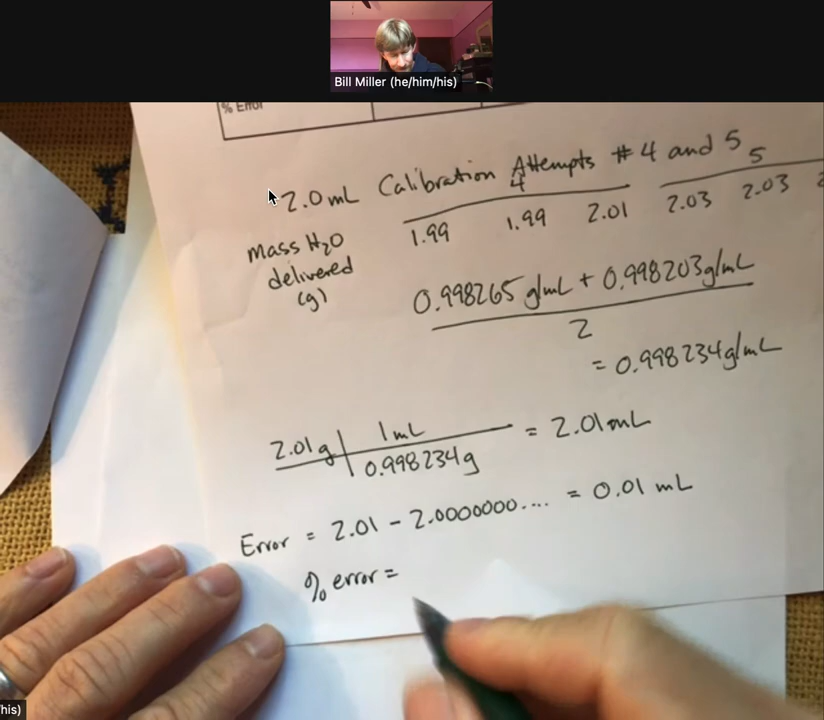 Bill Miller (he/him/his)
% Error
2.0 mL Calibration Attempts #4 and 5
4 5
mass H2O 1.99 1.99 2.01 2.03 2.03
delivered
(g)
0.998265 g/mL + 0.998203 g/mL
2
= 0.998234 g/mL
2.01 g | 1 mL = 2.01 mL
0.998234 g
Error = 2.01 - 2.0000000.... = 0.01 mL
% error =
his)